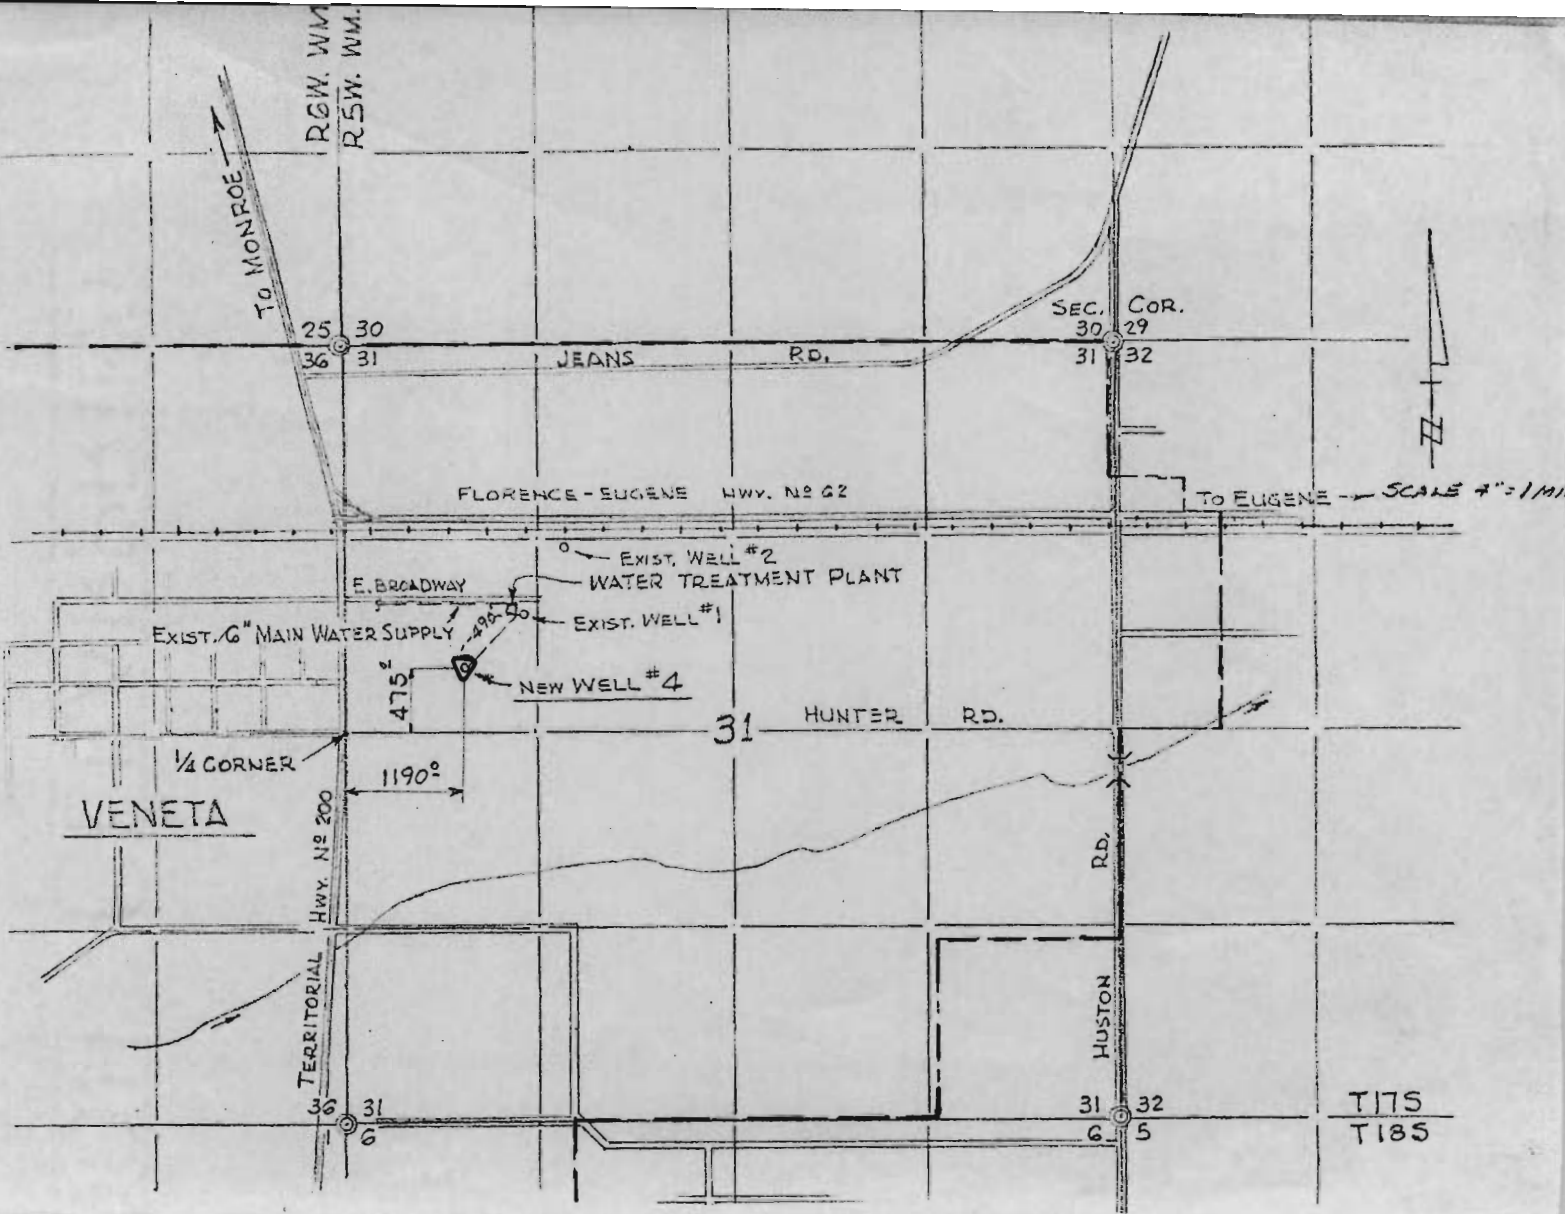 R6W. WM.
R5W. WM.
TO MONROE
25 30
36 31
JEANS RD.
SEC. COR.
30 29
31 32
FLORENCE-EUGENE HWY. Nº 62
TO EUGENE
SCALE 4"=1 MI.
N
EXIST. WELL #2
WATER TREATMENT PLANT
E. BROADWAY
EXIST. 6" MAIN WATER SUPPLY
490
EXIST. WELL #1
NEW WELL #4
475º
31
HUNTER RD.
1/4 CORNER
1190º
VENETA
TERRITORIAL HWY. Nº 200
HUSTON RD.
36 31
6
31 32
6 5
T17S
T18S